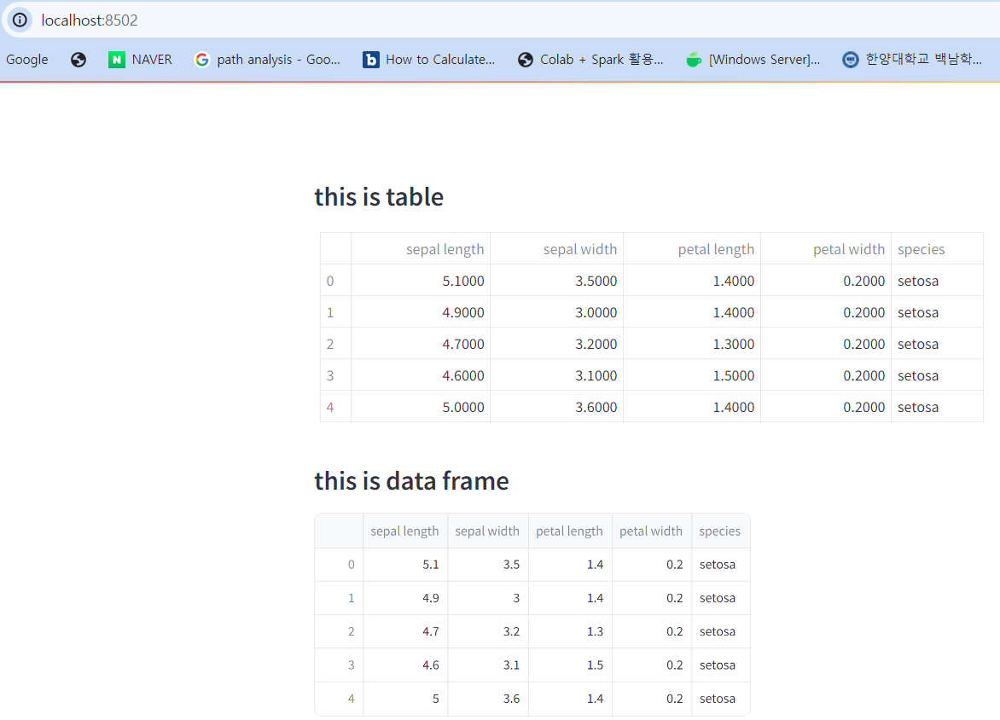 localhost:8502
Google NAVER path analysis - Goo... How to Calculate... Colab + Spark 활용... [Windows Server]... 한양대학교 백남학...
this is table
sepal length sepal width petal length petal width species
0 5.1000 3.5000 1.4000 0.2000 setosa
1 4.9000 3.0000 1.4000 0.2000 setosa
2 4.7000 3.2000 1.3000 0.2000 setosa
3 4.6000 3.1000 1.5000 0.2000 setosa
4 5.0000 3.6000 1.4000 0.2000 setosa
this is data frame
sepal length sepal width petal length petal width species
0 5.1 3.5 1.4 0.2 setosa
1 4.9 3 1.4 0.2 setosa
2 4.7 3.2 1.3 0.2 setosa
3 4.6 3.1 1.5 0.2 setosa
4 5 3.6 1.4 0.2 setosa